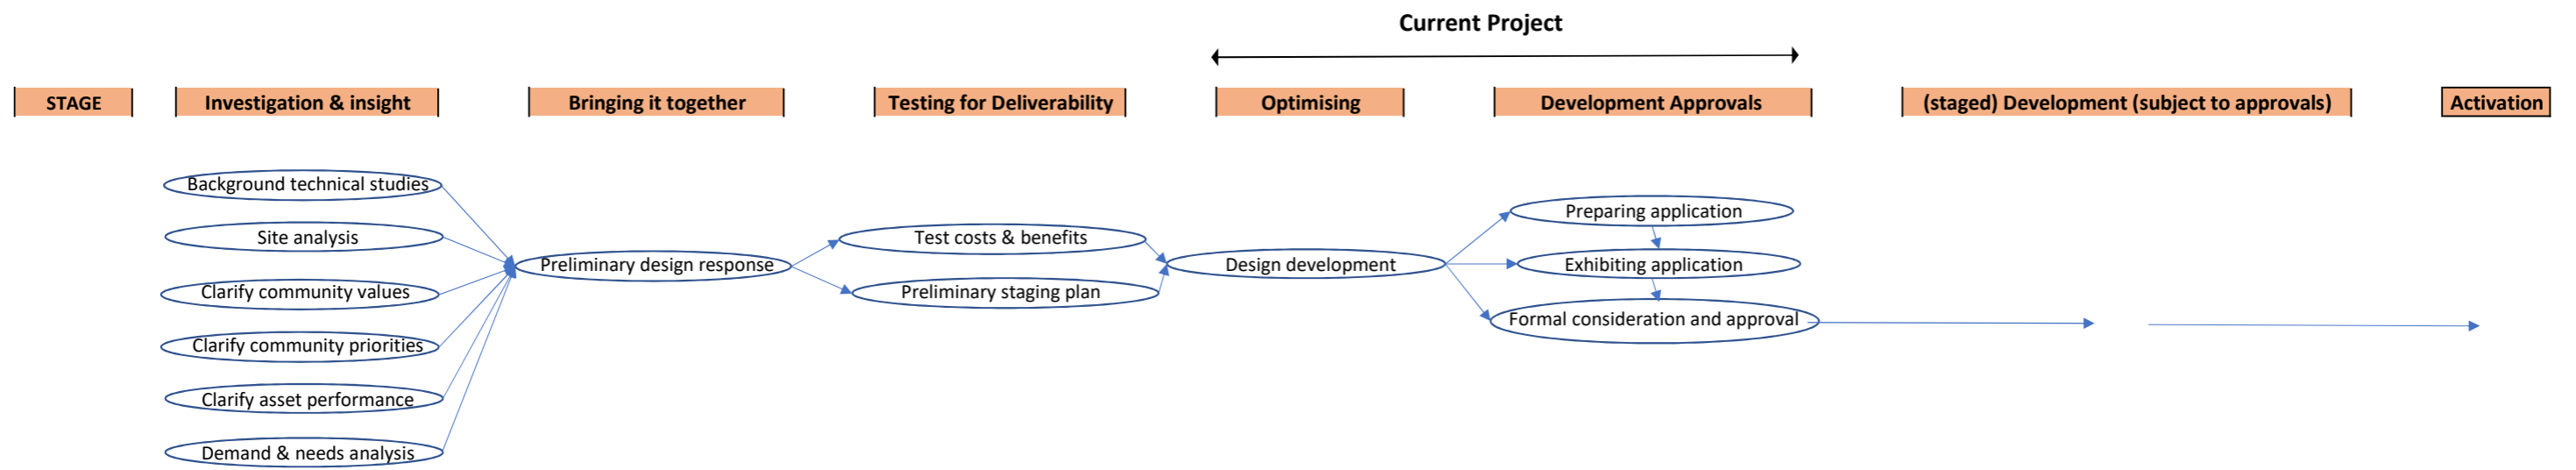 Current Project
STAGE
Investigation & insight
Bringing it together
Testing for Deliverability
Optimising
Development Approvals
(staged) Development (subject to approvals)
Activation
Background technical studies
Site analysis
Clarify community values
Clarify community priorities
Clarify asset performance
Demand & needs analysis
Preliminary design response
Test costs & benefits
Preliminary staging plan
Design development
Preparing application
Exhibiting application
Formal consideration and approval